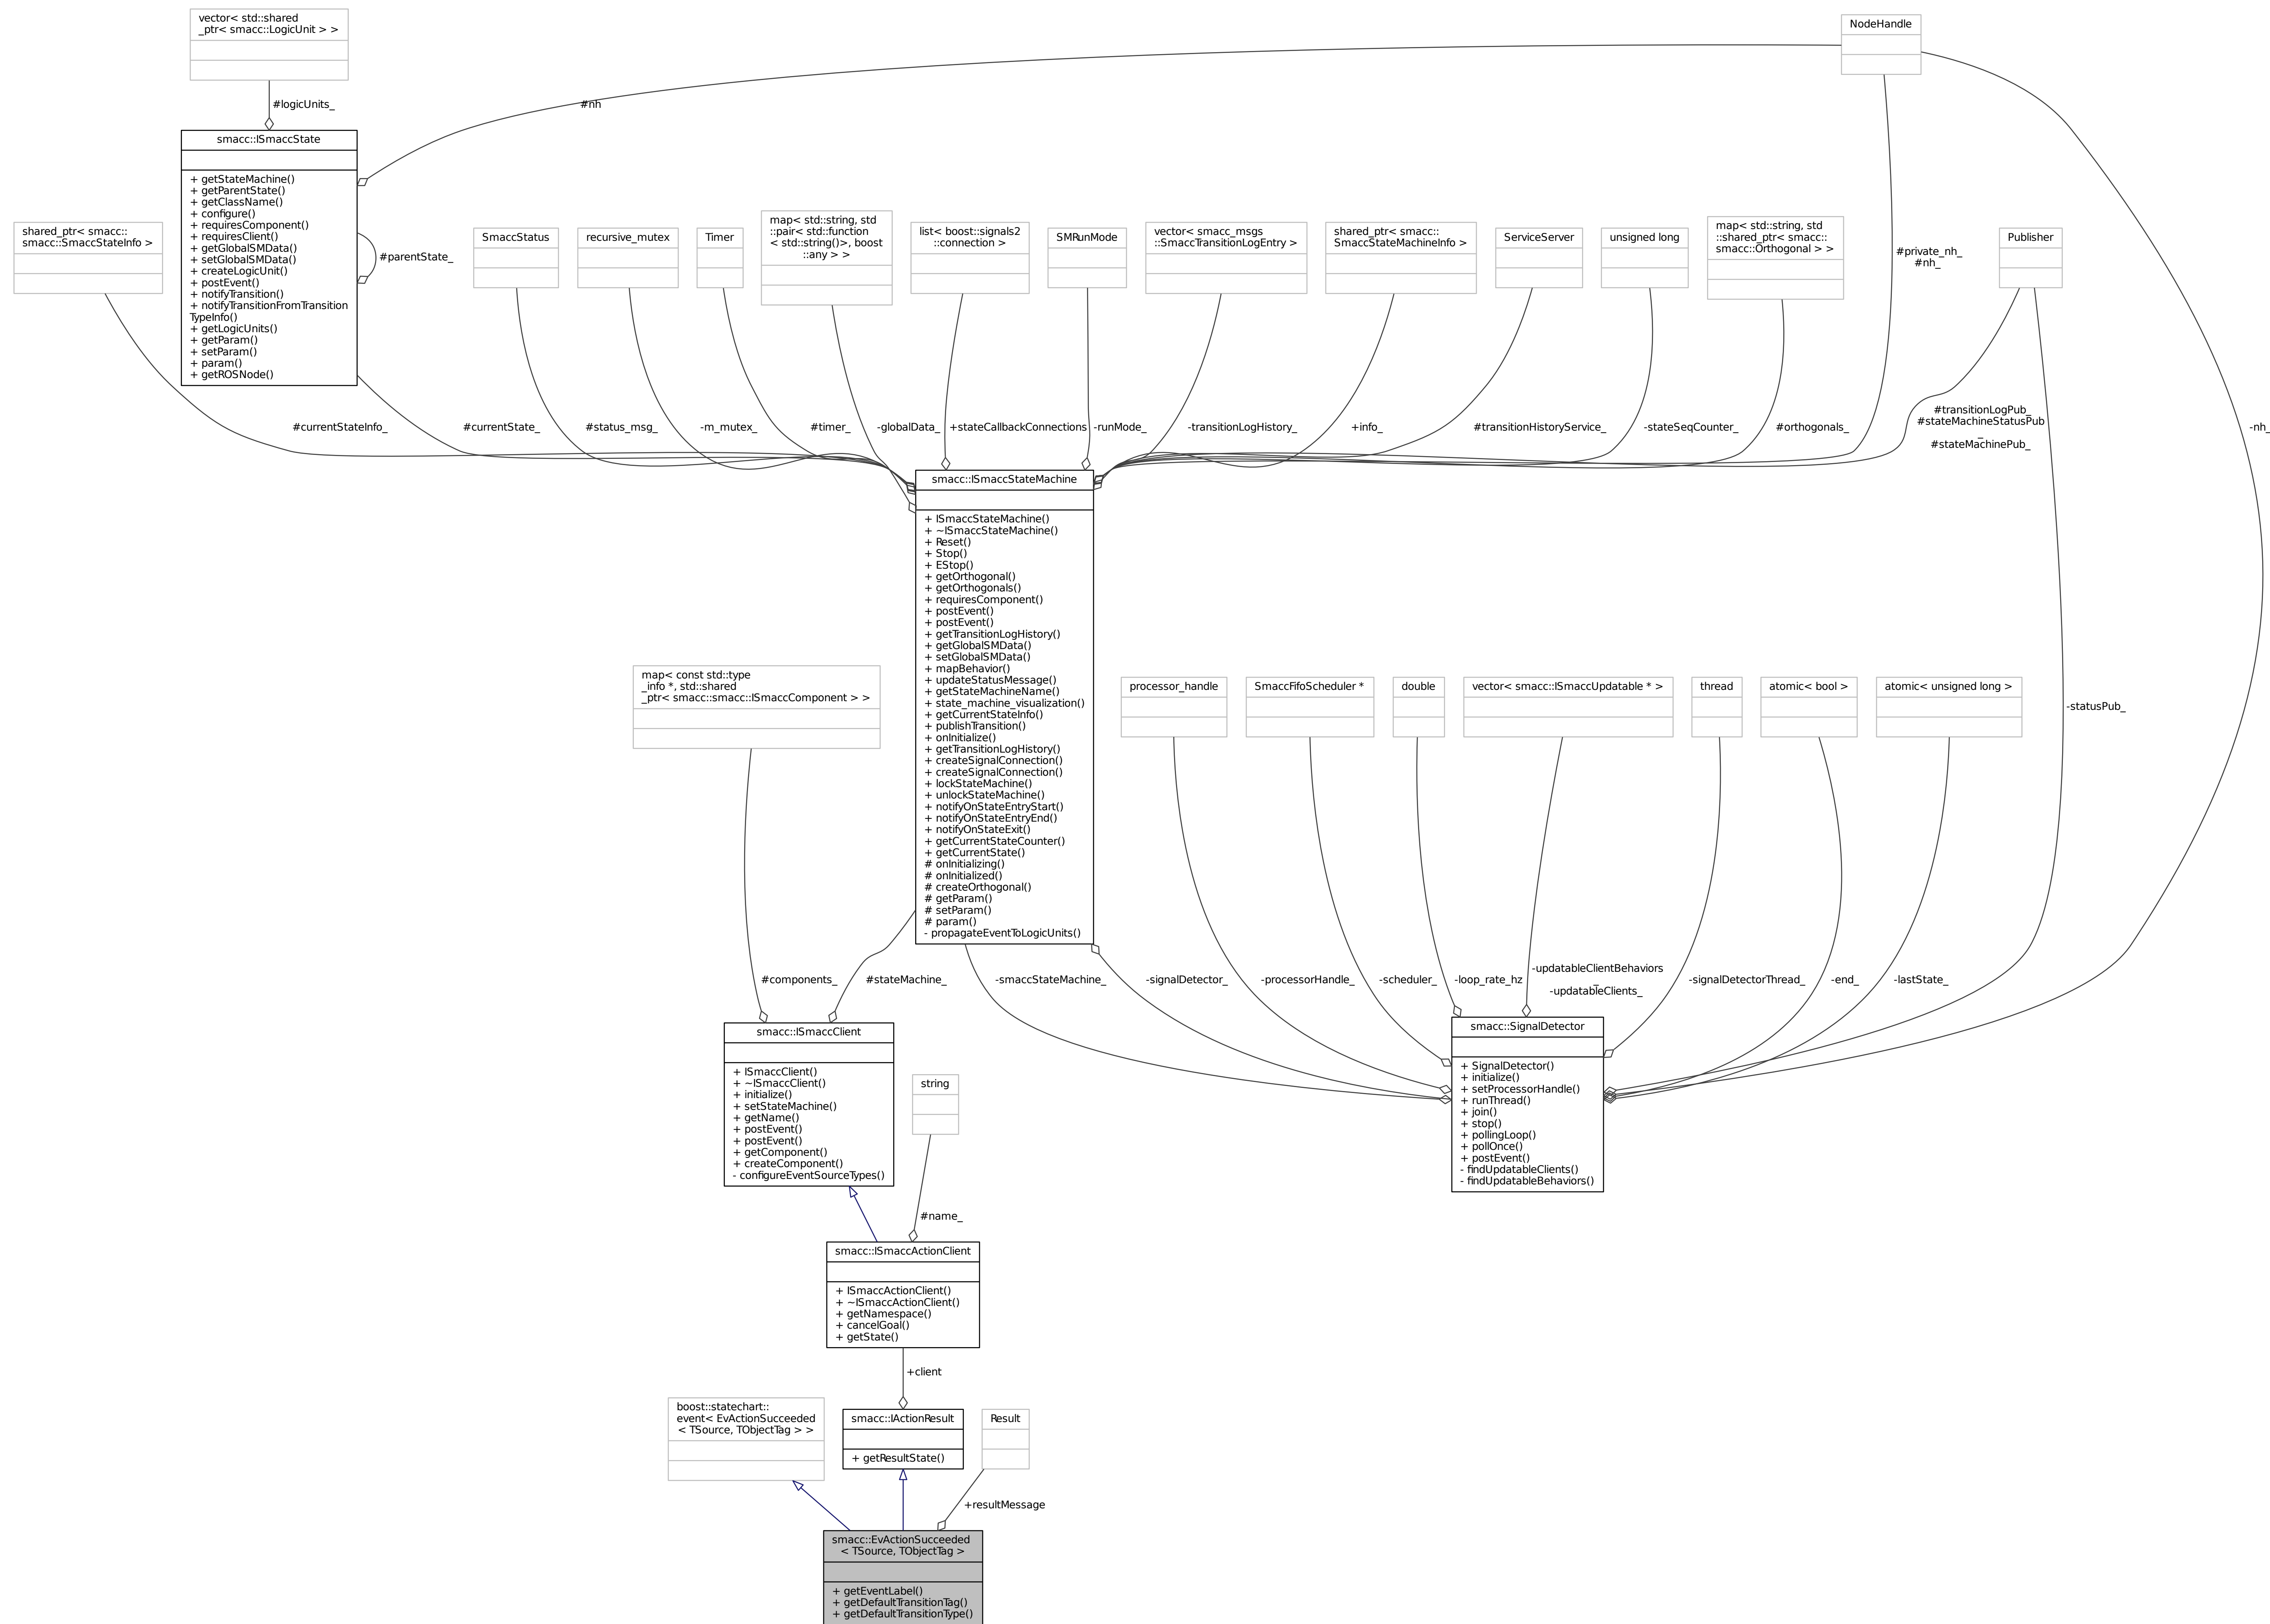 vector< std::shared
_ptr< smacc::LogicUnit > >
NodeHandle
#logicUnits_
#nh
smacc::ISmaccState
+ getStateMachine()
+ getParentState()
+ getClassName()
+ configure()
+ requiresComponent()
+ requiresClient()
+ getGlobalSMData()
+ setGlobalSMData()
+ createLogicUnit()
+ postEvent()
+ notifyTransition()
+ notifyTransitionFromTransition
TypeInfo()
+ getLogicUnits()
+ getParam()
+ setParam()
+ param()
+ getROSNode()
#parentState_
shared_ptr< smacc::
smacc::SmaccStateInfo >
SmaccStatus
recursive_mutex
Timer
map< std::string, std
::pair< std::function
< std::string()>, boost
::any > >
list< boost::signals2
::connection >
SMRunMode
vector< smacc_msgs
::SmaccTransitionLogEntry >
shared_ptr< smacc::
SmaccStateMachineInfo >
ServiceServer
unsigned long
map< std::string, std
::shared_ptr< smacc::
smacc::Orthogonal > >
#private_nh_
#nh_
Publisher
#currentStateInfo_
#currentState_
#status_msg_
-m_mutex_
#timer_
-globalData_
+stateCallbackConnections
-runMode_
-transitionLogHistory_
+info_
#transitionHistoryService_
-stateSeqCounter_
#orthogonals_
#transitionLogPub_
#stateMachineStatusPub
_
#stateMachinePub_
-nh_
smacc::ISmaccStateMachine
+ ISmaccStateMachine()
+ ~ISmaccStateMachine()
+ Reset()
+ Stop()
+ EStop()
+ getOrthogonal()
+ getOrthogonals()
+ requiresComponent()
+ postEvent()
+ postEvent()
+ getTransitionLogHistory()
+ getGlobalSMData()
+ setGlobalSMData()
+ mapBehavior()
+ updateStatusMessage()
+ getStateMachineName()
+ state_machine_visualization()
+ getCurrentStateInfo()
+ publishTransition()
+ onInitialize()
+ getTransitionLogHistory()
+ createSignalConnection()
+ createSignalConnection()
+ lockStateMachine()
+ unlockStateMachine()
+ notifyOnStateEntryStart()
+ notifyOnStateEntryEnd()
+ notifyOnStateExit()
+ getCurrentStateCounter()
+ getCurrentState()
# onInitializing()
# onInitialized()
# createOrthogonal()
# getParam()
# setParam()
# param()
- propagateEventToLogicUnits()
map< const std::type
_info *, std::shared
_ptr< smacc::smacc::ISmaccComponent > >
processor_handle
SmaccFifoScheduler *
double
vector< smacc::ISmaccUpdatable * >
thread
atomic< bool >
atomic< unsigned long >
-statusPub_
#components_
#stateMachine_
-smaccStateMachine_
-signalDetector_
-processorHandle_
-scheduler_
-loop_rate_hz
-updatableClientBehaviors
_
-updatableClients_
-signalDetectorThread_
-end_
-lastState_
smacc::ISmaccClient
+ ISmaccClient()
+ ~ISmaccClient()
+ initialize()
+ setStateMachine()
+ getName()
+ postEvent()
+ postEvent()
+ getComponent()
+ createComponent()
- configureEventSourceTypes()
smacc::SignalDetector
+ SignalDetector()
+ initialize()
+ setProcessorHandle()
+ runThread()
+ join()
+ stop()
+ pollingLoop()
+ pollOnce()
+ postEvent()
- findUpdatableClients()
- findUpdatableBehaviors()
string
#name_
smacc::ISmaccActionClient
+ ISmaccActionClient()
+ ~ISmaccActionClient()
+ getNamespace()
+ cancelGoal()
+ getState()
+client
boost::statechart::
event< EvActionSucceeded
< TSource, TObjectTag > >
smacc::IActionResult
+ getResultState()
Result
+resultMessage
smacc::EvActionSucceeded
< TSource, TObjectTag >
+ getEventLabel()
+ getDefaultTransitionTag()
+ getDefaultTransitionType()